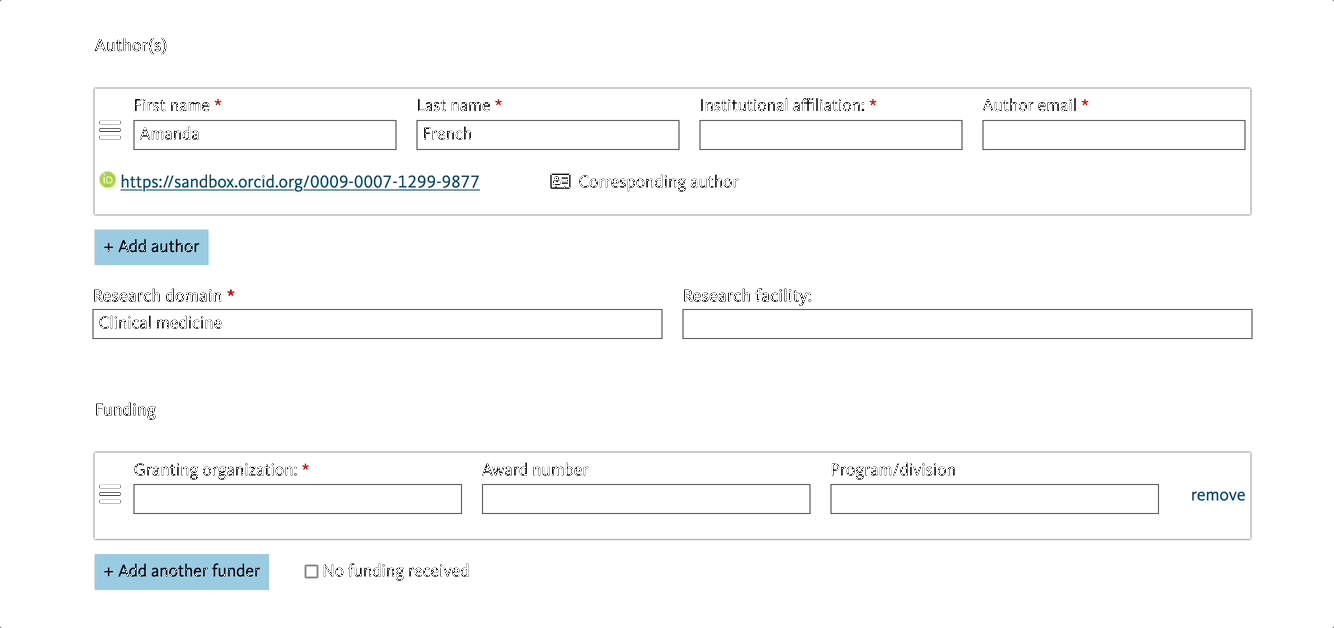 Author(s)
First name * Last name * Institutional affiliation: * Author email *
Amanda French
iD https://sandbox.orcid.org/0009-0007-1299-9877 Corresponding author
+ Add author
Research domain * Research facility:
Clinical medicine
Funding
Granting organization: * Award number Program/division
remove
+ Add another funder No funding received